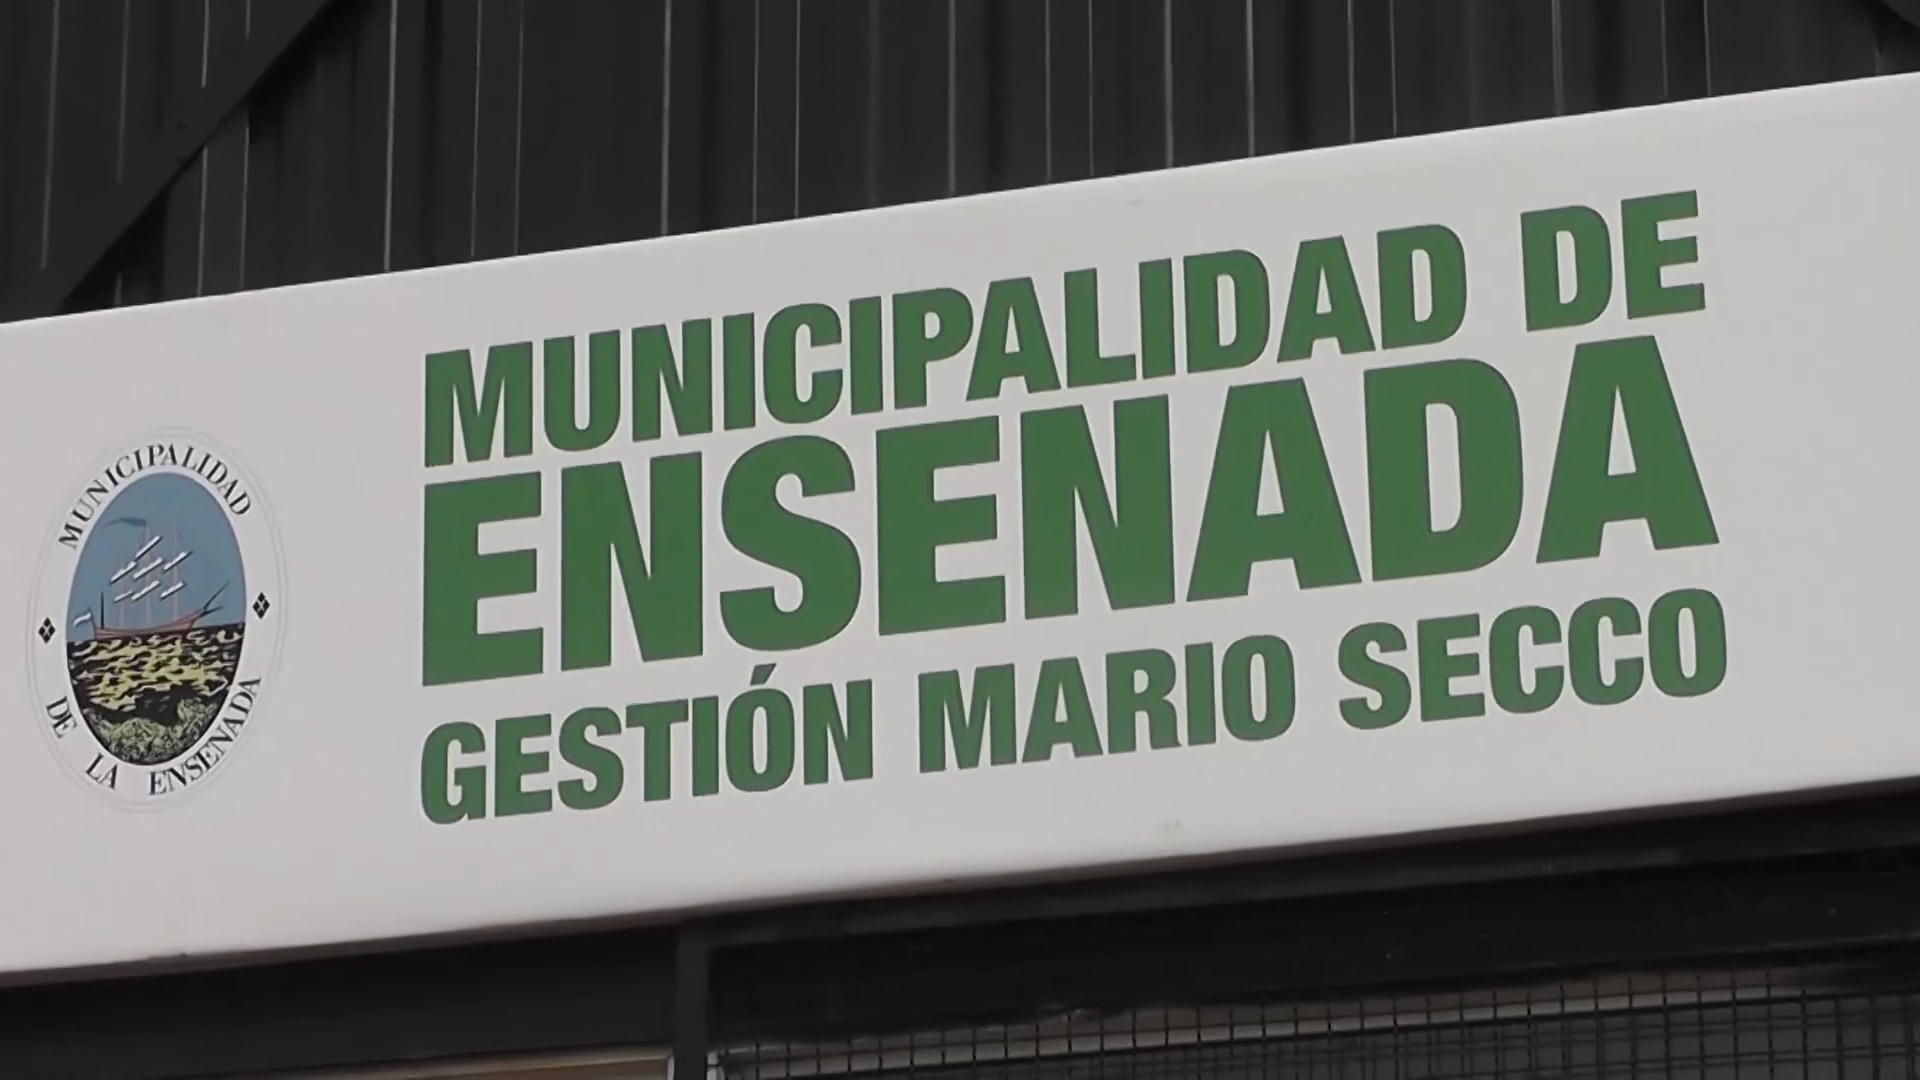 MUNICIPALIDAD DE
ENSENADA
GESTIÓN MARIO SECCO
MUNICIPALIDAD
DE LA ENSENADA